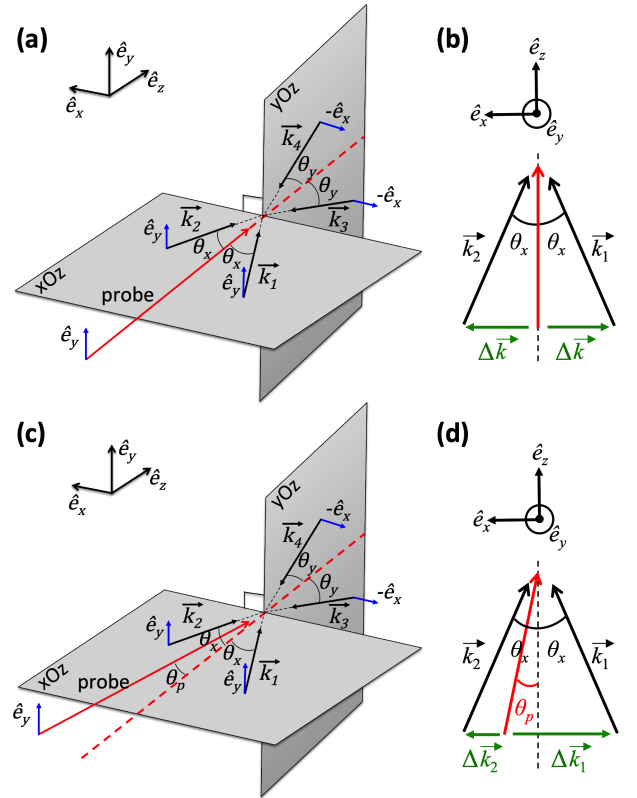 (a)
ê_y
ê_x
ê_z
yOz
-ê_x
k_4
θ_y
θ_y
-ê_x
k_3
k_2
ê_y
θ_x
θ_x
k_1
ê_y
xOz
probe
ê_y
(b)
ê_z
ê_x
ê_y
k_2
θ_x
θ_x
k_1
Δk
Δk
(c)
ê_y
ê_x
ê_z
yOz
-ê_x
k_4
θ_y
θ_y
-ê_x
k_3
k_2
ê_y
θ_x
θ_x
k_1
ê_y
xOz
probe
θ_p
ê_y
(d)
ê_z
ê_x
ê_y
k_2
θ_x
θ_x
k_1
θ_p
Δk_2
Δk_1